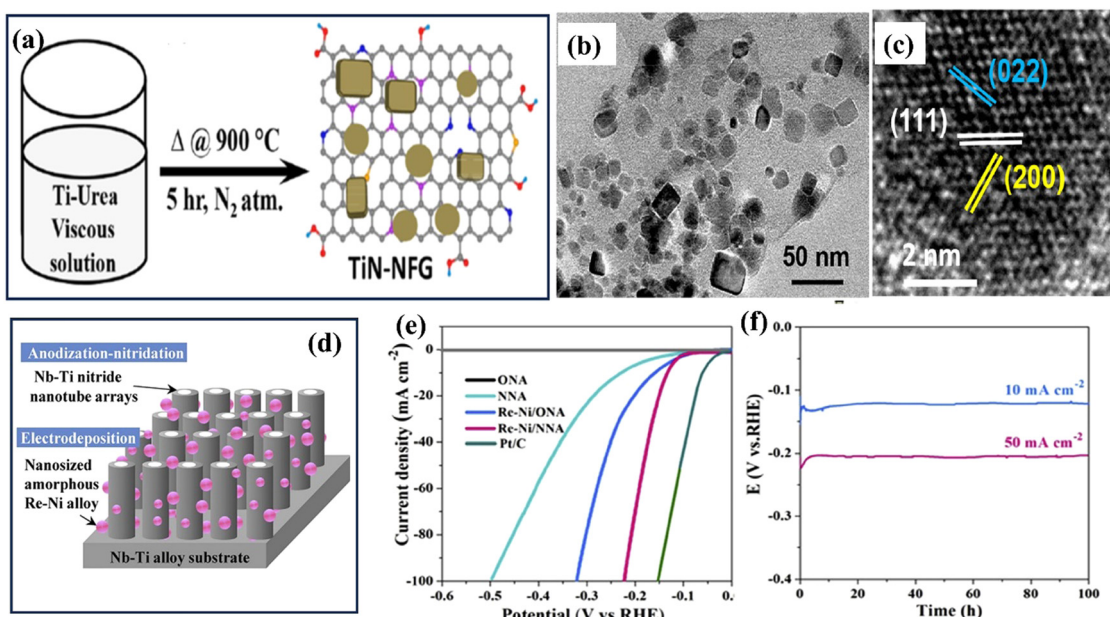 (a)
Ti-Urea
Viscous
solution
Δ @ 900 °C
5 hr, N2 atm.
TiN-NFG
(b)
50 nm
(c)
(022)
(111)
(200)
2 nm
(d)
Anodization-nitridation
Nb-Ti nitride
nanotube arrays
Electrodeposition
Nanosized
amorphous
Re-Ni alloy
Nb-Ti alloy substrate
(e)
Current density (mA cm-2)
0
-20
-40
-60
-80
-100
ONA
NNA
Re-Ni/ONA
Re-Ni/NNA
Pt/C
-0.6
-0.5
-0.4
-0.3
-0.2
-0.1
Potential (V vs RHE)
(f)
E (V vs.RHE)
0.0
-0.1
-0.2
-0.3
-0.4
10 mA cm-2
50 mA cm-2
0
20
40
60
80
100
Time (h)